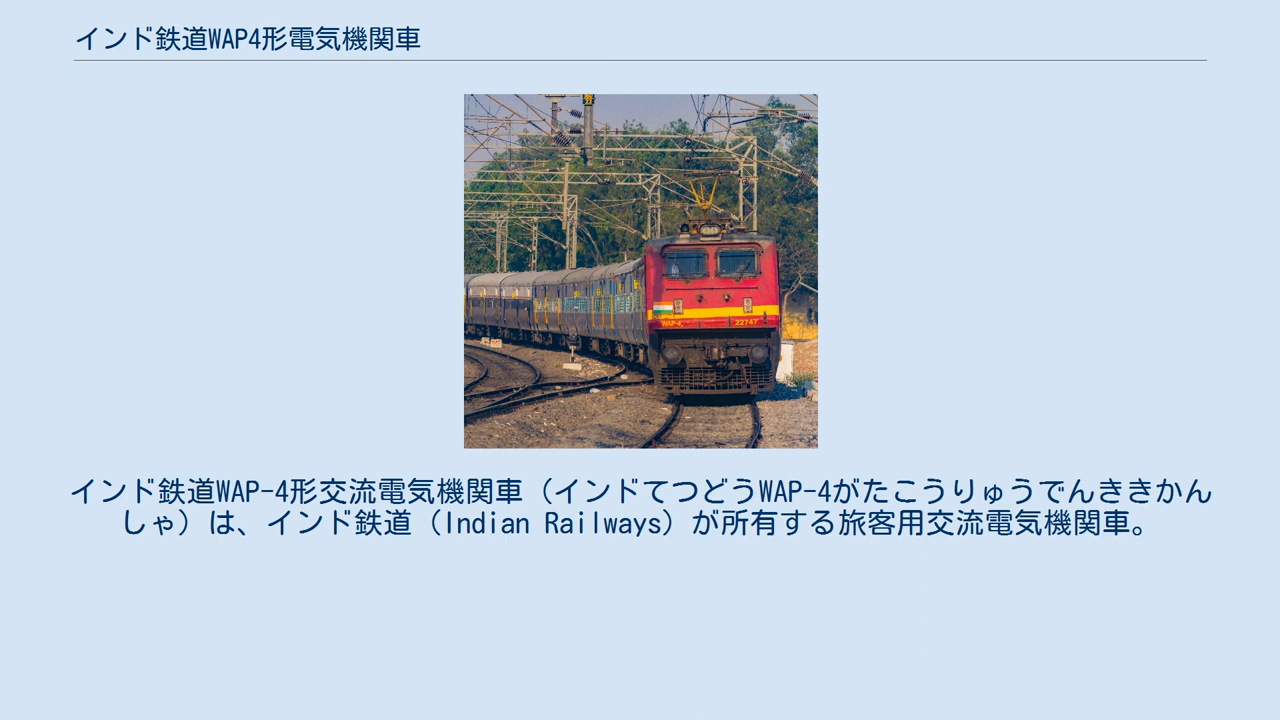 インド鉄道WAP4形電気機関車
WAP-4
22747
インド鉄道WAP-4形交流電気機関車（インドてつどうWAP-4がたこうりゅうでんききかん
しゃ）は、インド鉄道（Indian Railways）が所有する旅客用交流電気機関車。